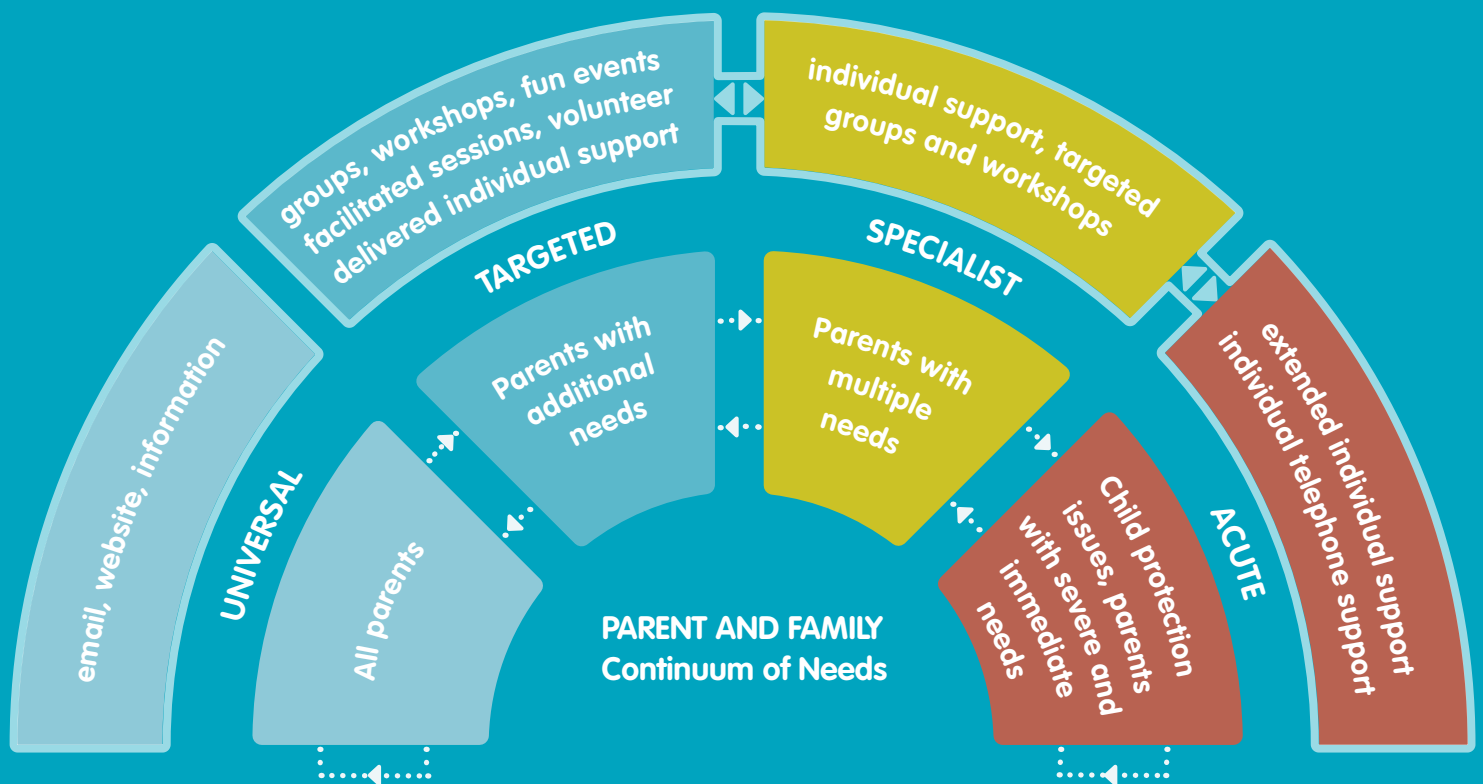 groups, workshops, fun events
facilitated sessions, volunteer
delivered individual support
individual support, targeted
groups and workshops
TARGETED
SPECIALIST
email, website, information
UNIVERSAL
All parents
Parents with
additional
needs
Parents with
multiple
needs
Child protection
issues, parents
with severe and
immediate
needs
ACUTE
extended individual support
individual telephone support
PARENT AND FAMILY
Continuum of Needs